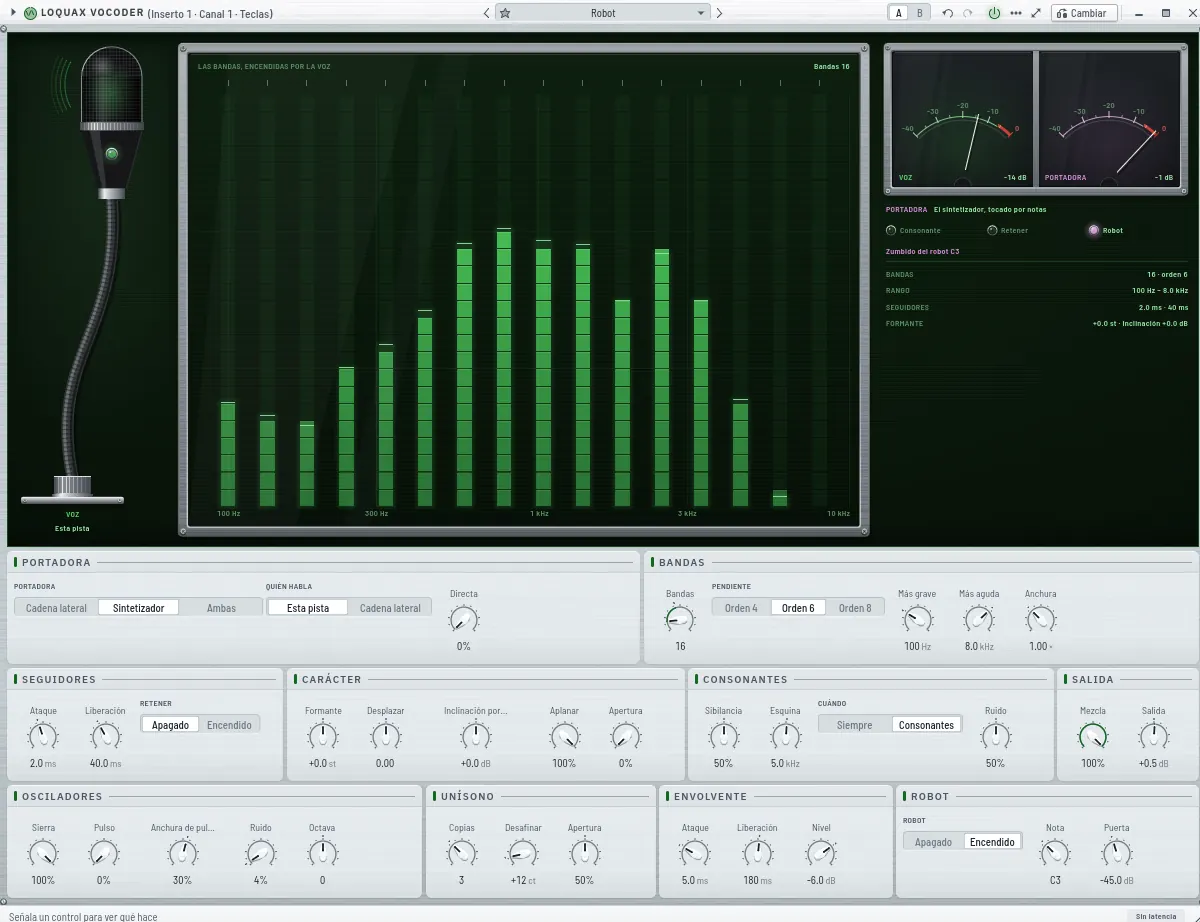 LOQUAX VOCODER (Inserto 1 · Canal 1 · Teclas)
Robot
A B
Cambiar
LAS BANDAS, ENCENDIDAS POR LA VOZ
Bandas 16
100 Hz 300 Hz 1 kHz 3 kHz 10 kHz
VOZ
Esta pista
-40 -30 -20 -10 0
VOZ -14 dB
-40 -30 -20 -10 0
PORTADORA -1 dB
PORTADORA El sintetizador, tocado por notas
Consonante Retener Robot
Zumbido del robot C3
BANDAS 16 · orden 6
RANGO 100 Hz – 8.0 kHz
SEGUIDORES 2.0 ms · 40 ms
FORMANTE +0.0 st · Inclinación +0.0 dB
PORTADORA
PORTADORA
Cadena lateral Sintetizador Ambas
QUIÉN HABLA
Esta pista Cadena lateral
Directa
0%
BANDAS
Bandas
16
PENDIENTE
Orden 4 Orden 6 Orden 8
Más grave Más aguda Anchura
100 Hz 8.0 kHz 1.00 ×
SEGUIDORES
Ataque Liberación
2.0 ms 40.0 ms
RETENER
Apagado Encendido
CARÁCTER
Formante Desplazar Inclinación por... Aplanar Apertura
+0.0 st 0.00 +0.0 dB 100% 0%
CONSONANTES
Sibilancia Esquina
50% 5.0 kHz
CUÁNDO
Siempre Consonantes
Ruido
50%
SALIDA
Mezcla Salida
100% +0.5 dB
OSCILADORES
Sierra Pulso Anchura de pul... Ruido Octava
100% 0% 30% 4% 0
UNÍSONO
Copias Desafinar Apertura
3 +12 ct 50%
ENVOLVENTE
Ataque Liberación Nivel
5.0 ms 180 ms -6.0 dB
ROBOT
ROBOT
Apagado Encendido
Nota Puerta
C3 -45.0 dB
Señala un control para ver qué hace
Sin latencia